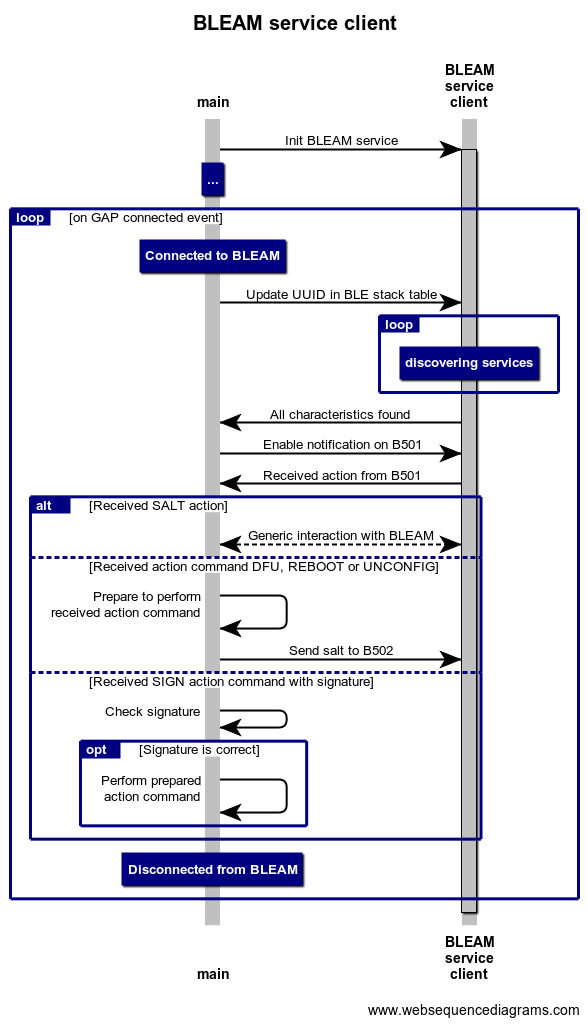 BLEAM service client
main
BLEAM
service
client
Init BLEAM service
...
loop
[on GAP connected event]
Connected to BLEAM
Update UUID in BLE stack table
loop
discovering services
All characteristics found
Enable notification on B501
Received action from B501
alt
[Received SALT action]
Generic interaction with BLEAM
[Received action command DFU, REBOOT or UNCONFIG]
Prepare to perform
received action command
Send salt to B502
[Received SIGN action command with signature]
Check signature
opt
[Signature is correct]
Perform prepared
action command
Disconnected from BLEAM
main
BLEAM
service
client
www.websequencediagrams.com